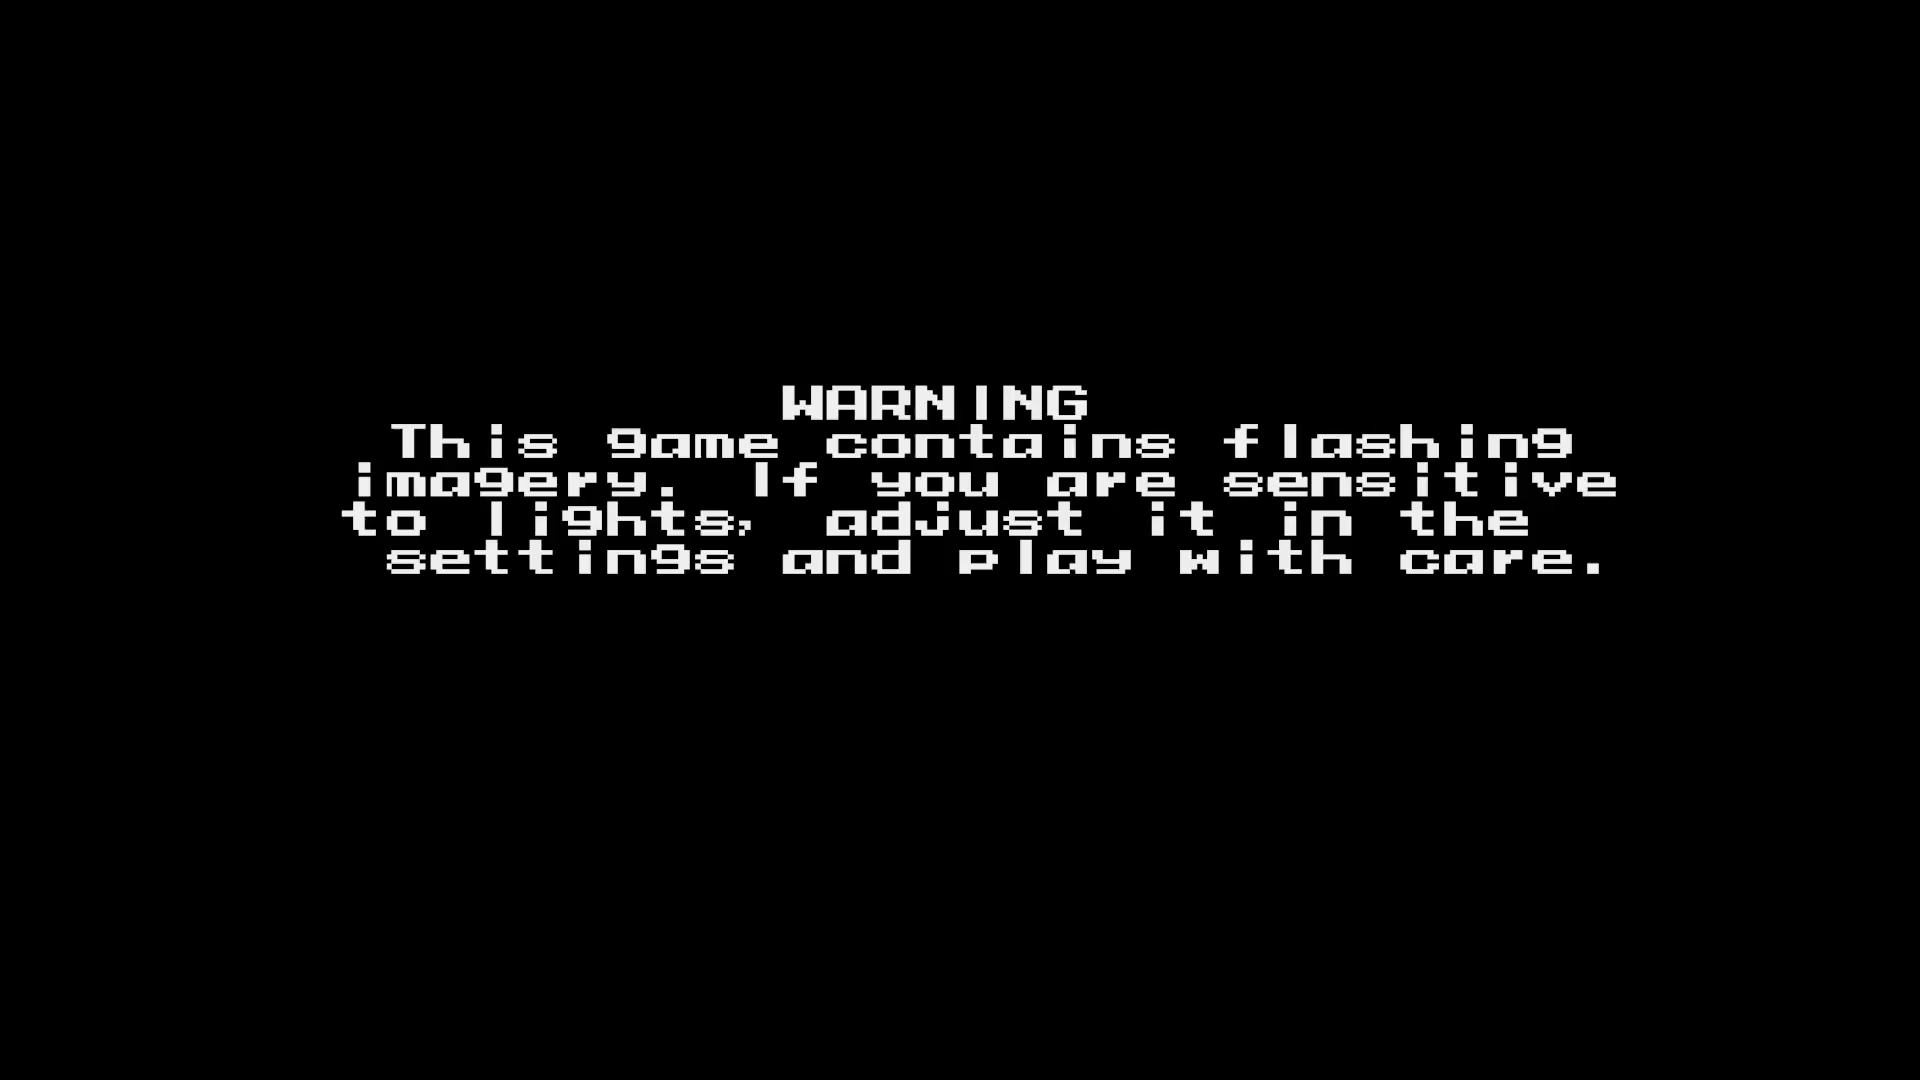 WARNING
This game contains flashing
imagery. If you are sensitive
to lights, adjust it in the
settings and play with care.